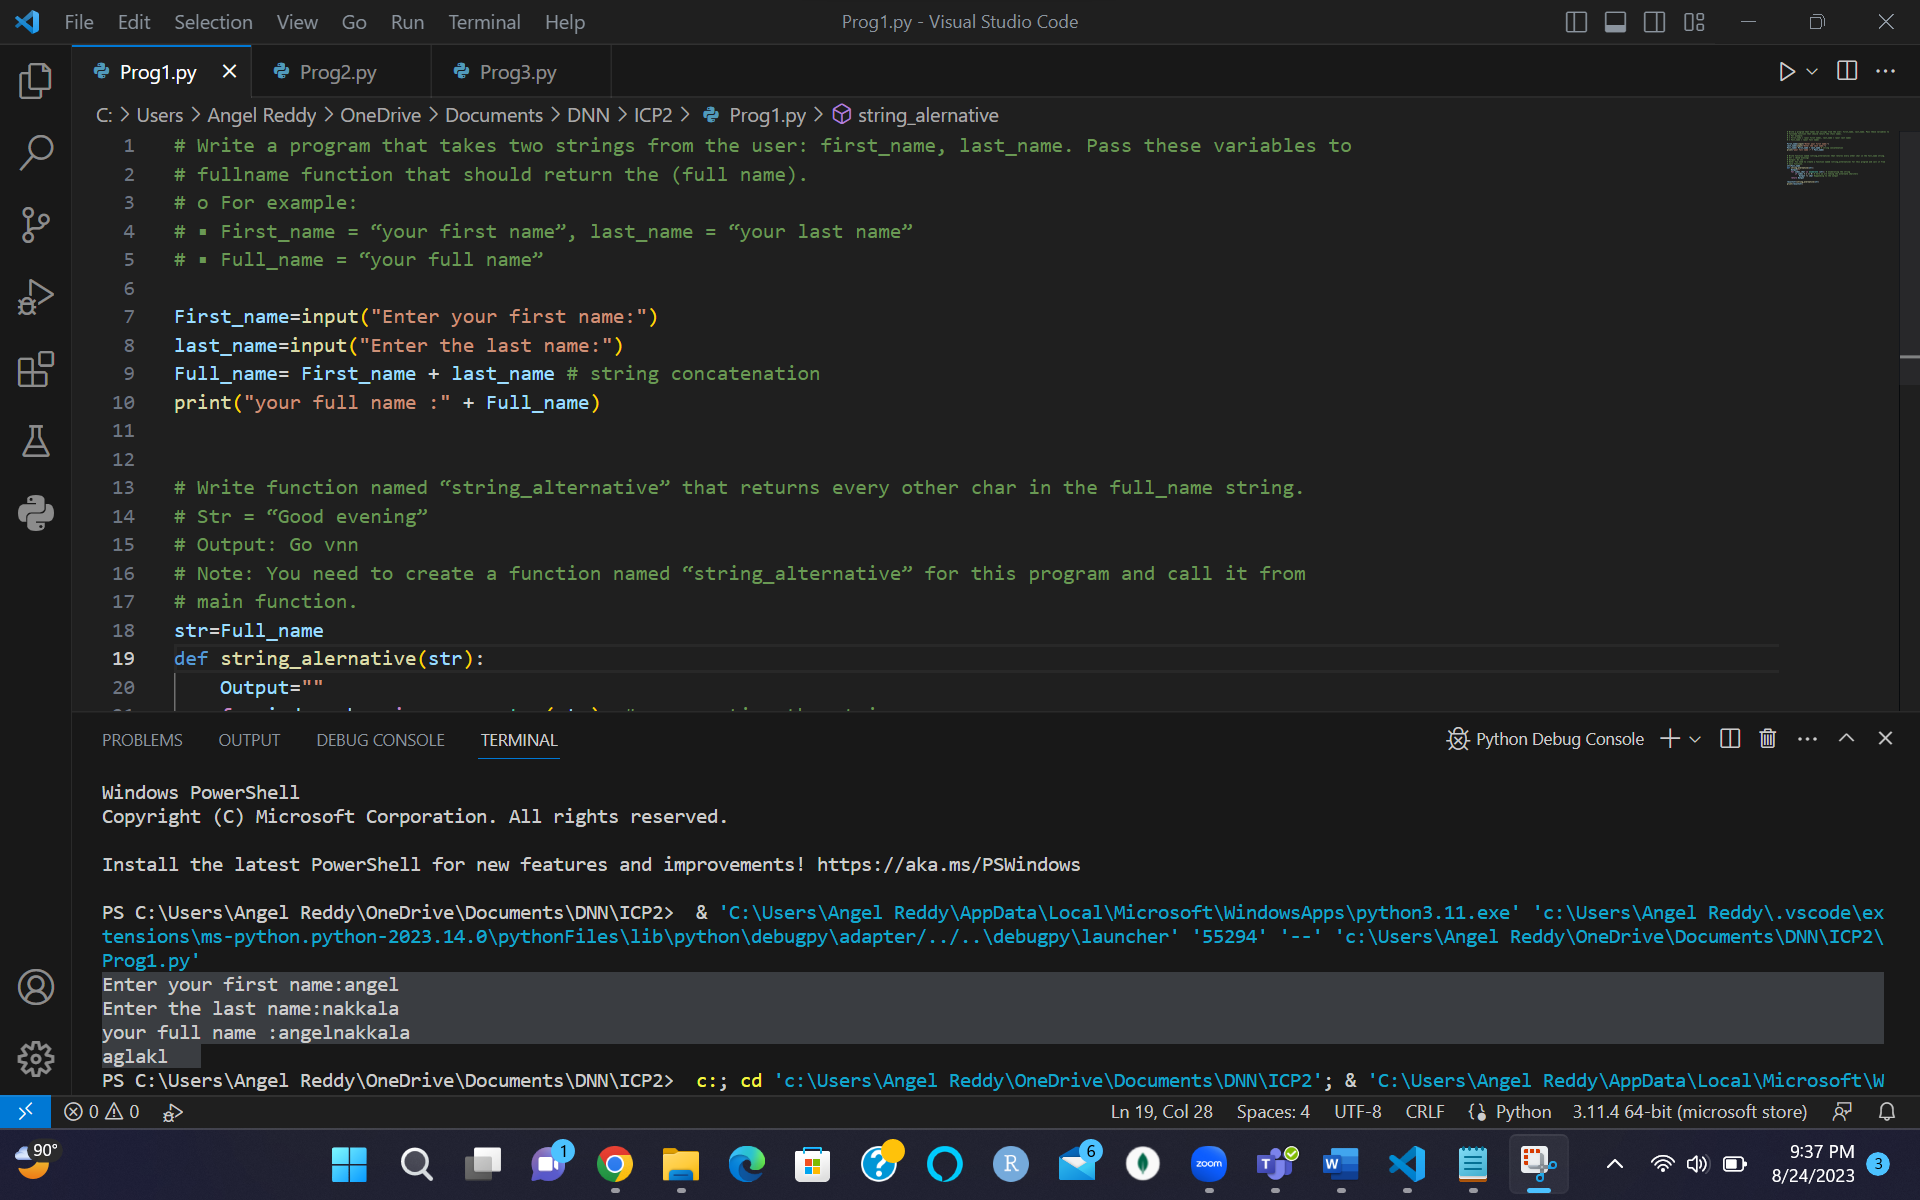 File Edit Selection View Go Run Terminal Help Prog1.py - Visual Studio Code
Prog1.py Prog2.py Prog3.py
C: > Users > Angel Reddy > OneDrive > Documents > DNN > ICP2 > Prog1.py > string_alernative
1 # Write a program that takes two strings from the user: first_name, last_name. Pass these variables to
2 # fullname function that should return the (full name).
3 # o For example:
4 # ▪ First_name = “your first name”, last_name = “your last name”
5 # ▪ Full_name = “your full name”
6
7 First_name=input("Enter your first name:")
8 last_name=input("Enter the last name:")
9 Full_name= First_name + last_name # string concatenation
10 print("your full name :" + Full_name)
11
12
13 # Write function named “string_alternative” that returns every other char in the full_name string.
14 # Str = “Good evening”
15 # Output: Go vnn
16 # Note: You need to create a function named “string_alternative” for this program and call it from
17 # main function.
18 str=Full_name
19 def string_alernative(str):
20 Output=""
PROBLEMS OUTPUT DEBUG CONSOLE TERMINAL Python Debug Console
Windows PowerShell
Copyright (C) Microsoft Corporation. All rights reserved.
Install the latest PowerShell for new features and improvements! https://aka.ms/PSWindows
PS C:\Users\Angel Reddy\OneDrive\Documents\DNN\ICP2> & 'C:\Users\Angel Reddy\AppData\Local\Microsoft\WindowsApps\python3.11.exe' 'c:\Users\Angel Reddy\.vscode\ex
tensions\ms-python.python-2023.14.0\pythonFiles\lib\python\debugpy\adapter/../..\debugpy\launcher' '55294' '--' 'c:\Users\Angel Reddy\OneDrive\Documents\DNN\ICP2\
Prog1.py'
Enter your first name:angel
Enter the last name:nakkala
your full name :angelnakkala
aglakl
PS C:\Users\Angel Reddy\OneDrive\Documents\DNN\ICP2> c:; cd 'c:\Users\Angel Reddy\OneDrive\Documents\DNN\ICP2'; & 'C:\Users\Angel Reddy\AppData\Local\Microsoft\W
0 0 Ln 19, Col 28 Spaces: 4 UTF-8 CRLF Python 3.11.4 64-bit (microsoft store)
90° 1 R 6 zoom T W 9:37 PM 3
8/24/2023